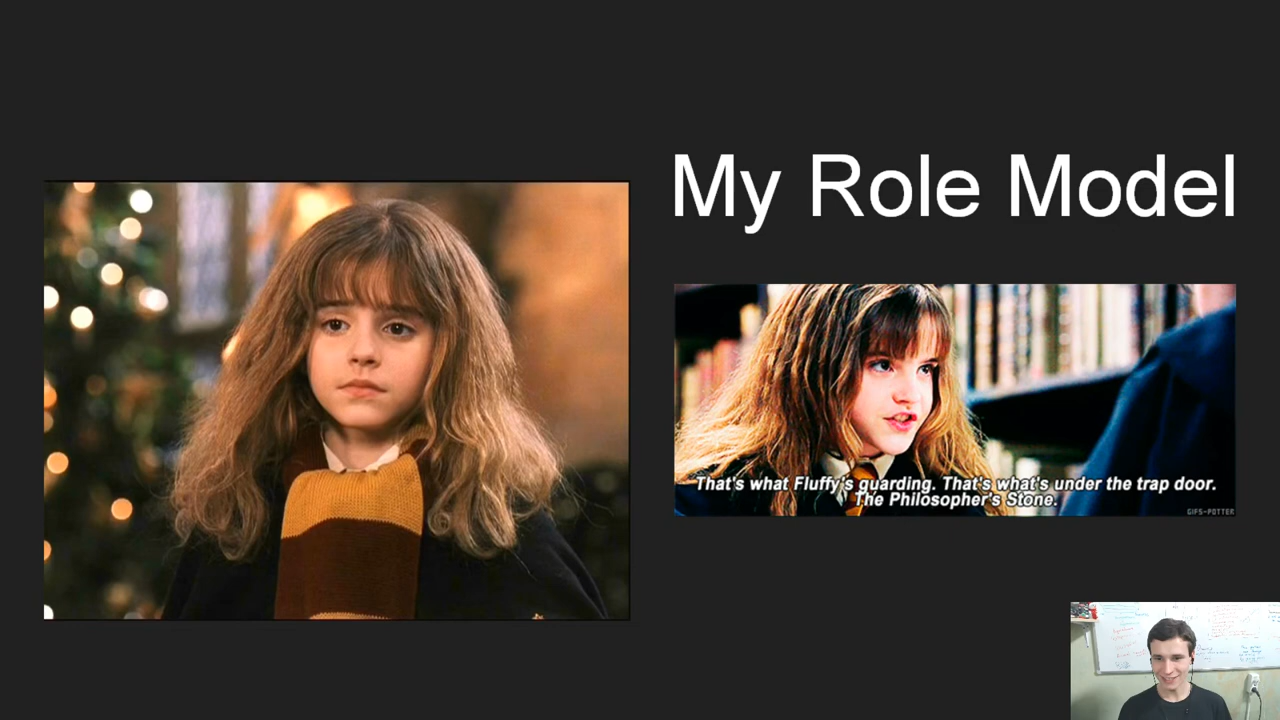 My Role Model
That's what Fluffy's guarding. That's what's under the trap door.
The Philosopher's Stone.
GIFS-POTTER